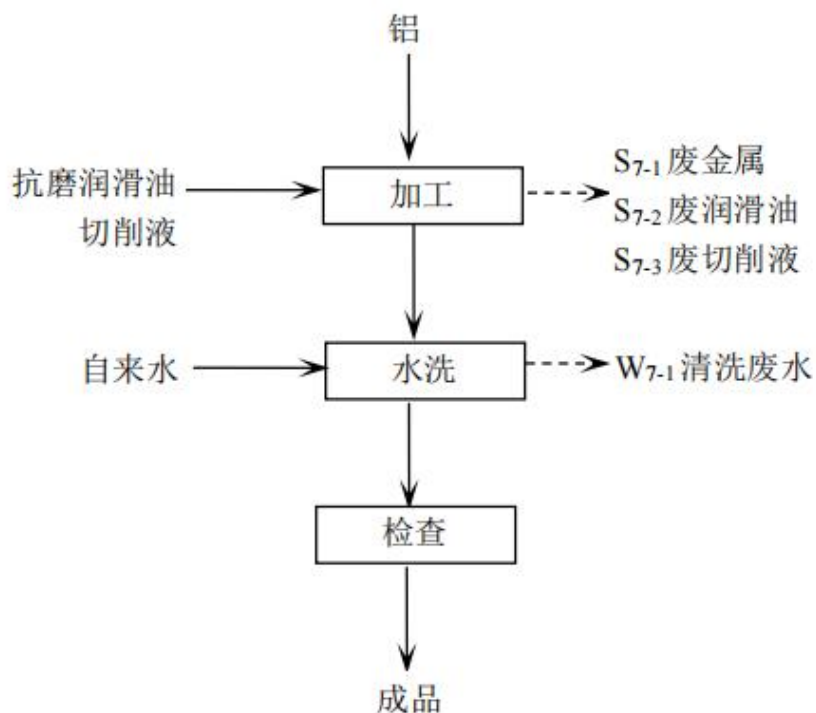 铝
抗磨润滑油
切削液
加工
S7-1废金属
S7-2废润滑油
S7-3废切削液
自来水
水洗
W7-1清洗废水
检查
成品